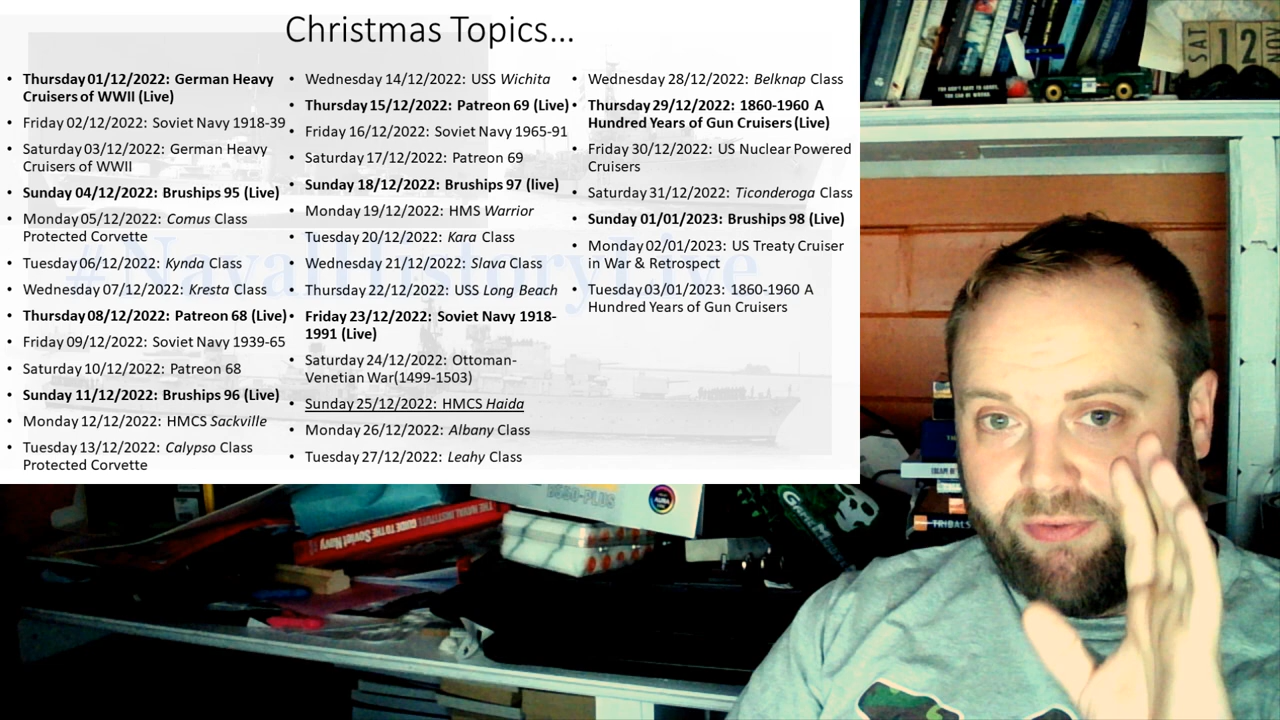 Christmas Topics...
• Thursday 01/12/2022: German Heavy
Cruisers of WWII (Live)
• Friday 02/12/2022: Soviet Navy 1918-39
• Saturday 03/12/2022: German Heavy
Cruisers of WWII
• Sunday 04/12/2022: Bruships 95 (Live)
• Monday 05/12/2022: Comus Class
Protected Corvette
• Tuesday 06/12/2022: Kynda Class
• Wednesday 07/12/2022: Kresta Class
• Thursday 08/12/2022: Patreon 68 (Live)
• Friday 09/12/2022: Soviet Navy 1939-65
• Saturday 10/12/2022: Patreon 68
• Sunday 11/12/2022: Bruships 96 (Live)
• Monday 12/12/2022: HMCS Sackville
• Tuesday 13/12/2022: Calypso Class
Protected Corvette
• Wednesday 14/12/2022: USS Wichita
• Thursday 15/12/2022: Patreon 69 (Live)
• Friday 16/12/2022: Soviet Navy 1965-91
• Saturday 17/12/2022: Patreon 69
• Sunday 18/12/2022: Bruships 97 (live)
• Monday 19/12/2022: HMS Warrior
• Tuesday 20/12/2022: Kara Class
• Wednesday 21/12/2022: Slava Class
• Thursday 22/12/2022: USS Long Beach
• Friday 23/12/2022: Soviet Navy 1918-
1991 (Live)
• Saturday 24/12/2022: Ottoman-
Venetian War(1499-1503)
• Sunday 25/12/2022: HMCS Haida
• Monday 26/12/2022: Albany Class
• Tuesday 27/12/2022: Leahy Class
• Wednesday 28/12/2022: Belknap Class
• Thursday 29/12/2022: 1860-1960 A
Hundred Years of Gun Cruisers (Live)
• Friday 30/12/2022: US Nuclear Powered
Cruisers
• Saturday 31/12/2022: Ticonderoga Class
• Sunday 01/01/2023: Bruships 98 (Live)
• Monday 02/01/2023: US Treaty Cruiser
in War & Retrospect
• Tuesday 03/01/2023: 1860-1960 A
Hundred Years of Gun Cruisers
#NavalHistoryLive
SAT 12 NOV
THE NAVAL INSTITUTE GUIDE TO THE Soviet Navy
AURA
TRIBALS